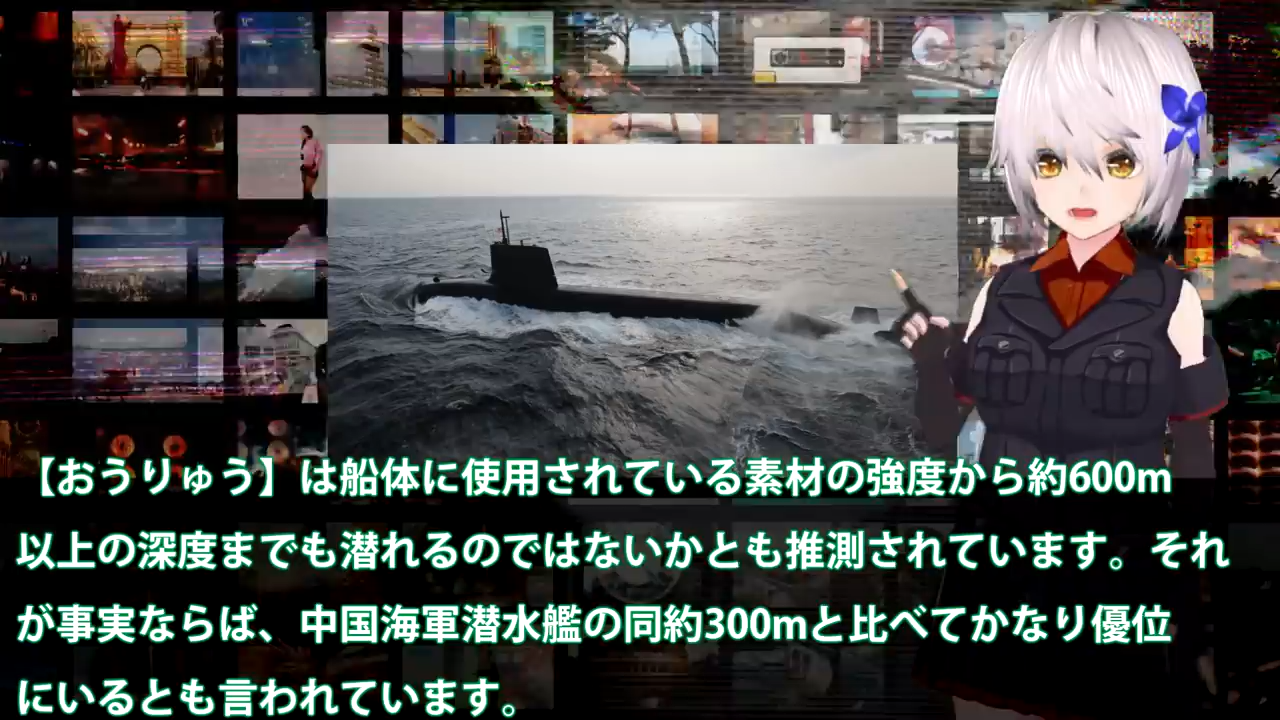 【おうりゅう】は船体に使用されている素材の強度から約600m
以上の深度までも潜れるのではないかとも推測されています。それ
が事実ならば、中国海軍潜水艦の同約300mと比べてかなり優位
にいるとも言われています。